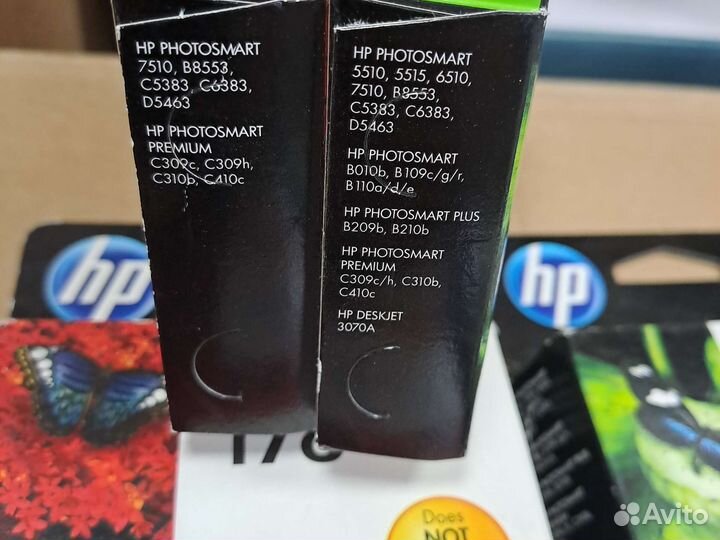 HP PHOTOSMART
7510, B8553,
C5383, C6383,
D5463
HP PHOTOSMART
PREMIUM
C309c, C309h,
C310b, C410c
HP PHOTOSMART
5510, 5515, 6510,
7510, B8553,
C5383, C6383,
D5463
HP PHOTOSMART
B010b, B109c/g/r,
B110a/d/e
HP PHOTOSMART PLUS
B209b, B210b
HP PHOTOSMART
PREMIUM
C309c/h, C310b,
C410c
HP DESKJET
3070A
hp
hp
178
Does
NOT
Avito